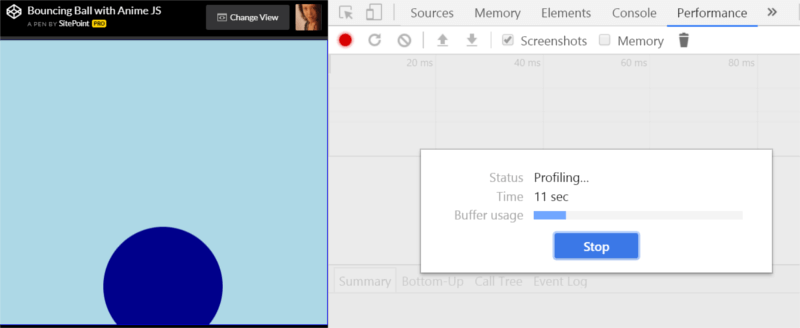 Bouncing Ball with Anime JS
A PEN BY SitePoint PRO
Change View
Sources Memory Elements Console Performance »
Screenshots Memory
20 ms 40 ms 60 ms 80 ms
Status Profiling...
Time 11 sec
Buffer usage
Stop
Summary Bottom-Up Call Tree Event Log